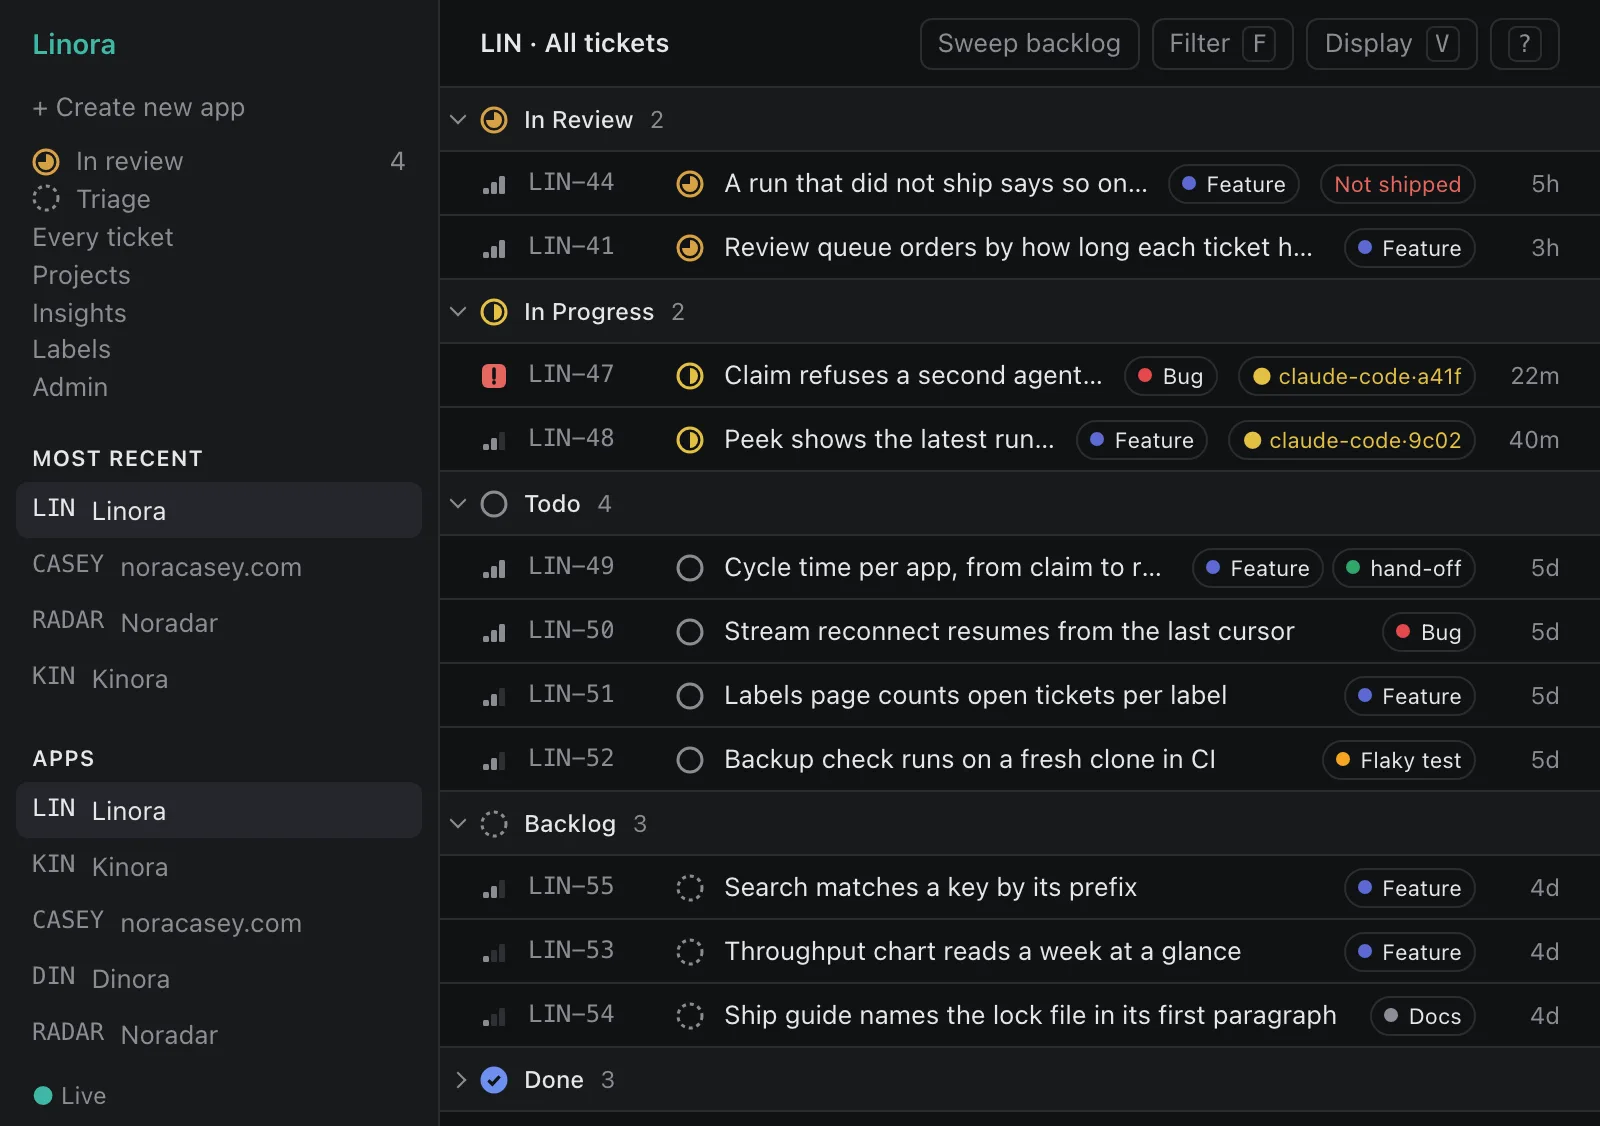 Linora
+ Create new app
In review 4
Triage
Every ticket
Projects
Insights
Labels
Admin
MOST RECENT
LIN Linora
CASEY noracasey.com
RADAR Noradar
KIN Kinora
APPS
LIN Linora
KIN Kinora
CASEY noracasey.com
DIN Dinora
RADAR Noradar
Live
LIN · All tickets Sweep backlog Filter F Display V ?
In Review 2
LIN–44 A run that did not ship says so on... Feature Not shipped 5h
LIN–41 Review queue orders by how long each ticket h... Feature 3h
In Progress 2
! LIN–47 Claim refuses a second agent... Bug claude-code·a41f 22m
LIN–48 Peek shows the latest run... Feature claude-code·9c02 40m
Todo 4
LIN–49 Cycle time per app, from claim to r... Feature hand-off 5d
LIN–50 Stream reconnect resumes from the last cursor Bug 5d
LIN–51 Labels page counts open tickets per label Feature 5d
LIN–52 Backup check runs on a fresh clone in CI Flaky test 5d
Backlog 3
LIN–55 Search matches a key by its prefix Feature 4d
LIN–53 Throughput chart reads a week at a glance Feature 4d
LIN–54 Ship guide names the lock file in its first paragraph Docs 4d
Done 3